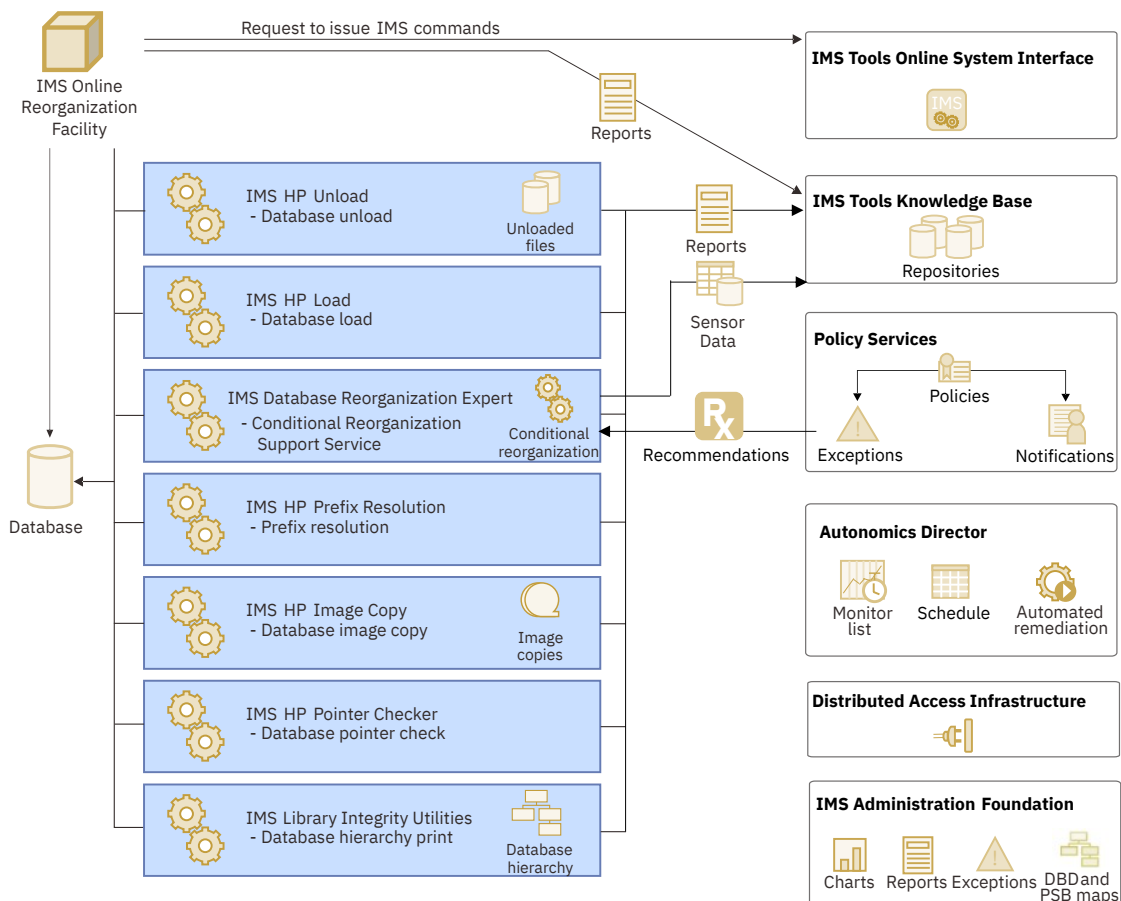 Request to issue IMS commands
IMS Online
Reorganization
Facility
Reports
IMS Tools Online System Interface
IMS
IMS HP Unload
- Database unload
Unloaded
files
Reports
IMS Tools Knowledge Base
Repositories
IMS HP Load
- Database load
Sensor
Data
Policy Services
Policies
Exceptions
Notifications
IMS Database Reorganization Expert
- Conditional Reorganization
Support Service
Conditional
reorganization
Rx
Recommendations
Database
IMS HP Prefix Resolution
- Prefix resolution
Autonomics Director
Monitor
list
Schedule
Automated
remediation
IMS HP Image Copy
- Database image copy
Image
copies
IMS HP Pointer Checker
- Database pointer check
Distributed Access Infrastructure
IMS Library Integrity Utilities
- Database hierarchy print
Database
hierarchy
IMS Administration Foundation
Charts
Reports
Exceptions
DBDand
PSB maps